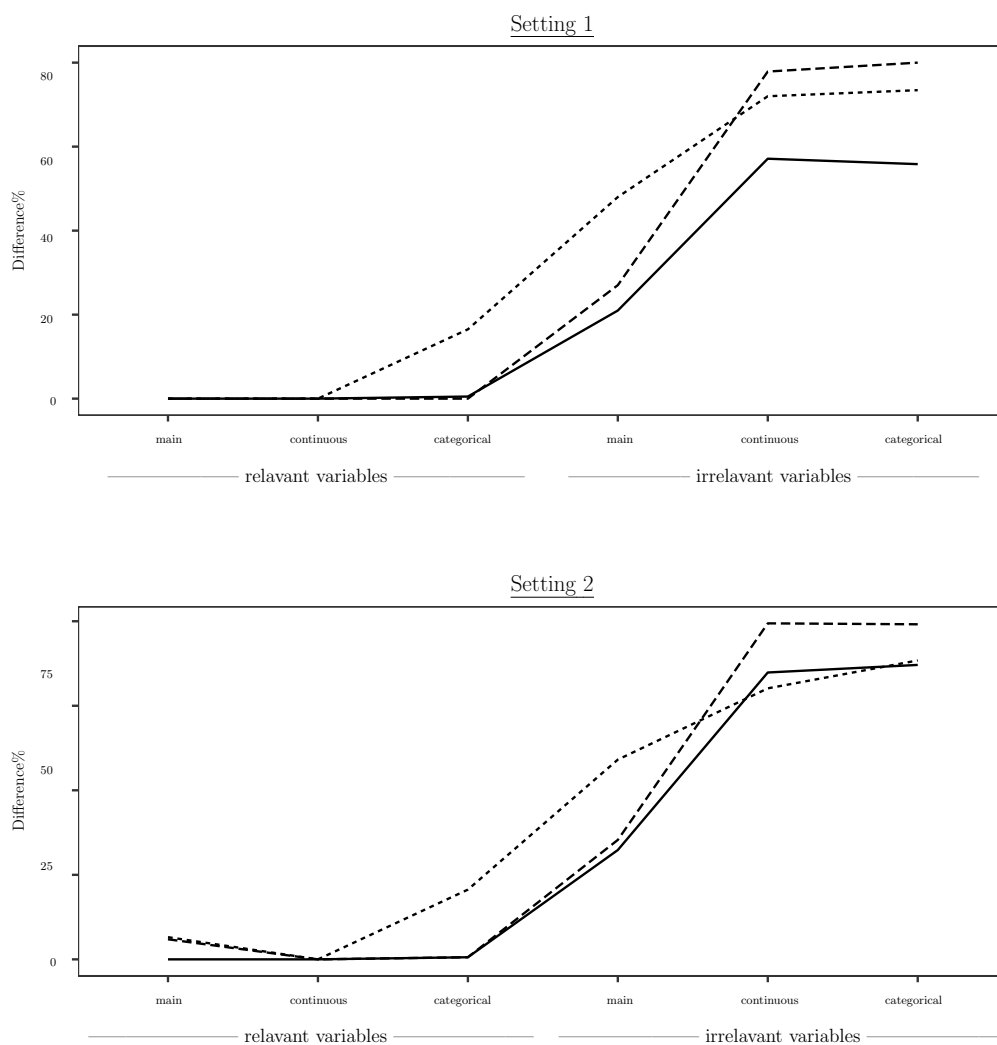 Setting 1
80
60
40
20
0
Difference%
main continuous categorical main continuous categorical
relavant variables irrelavant variables
Setting 2
75
50
25
0
Difference%
main continuous categorical main continuous categorical
relavant variables irrelavant variables